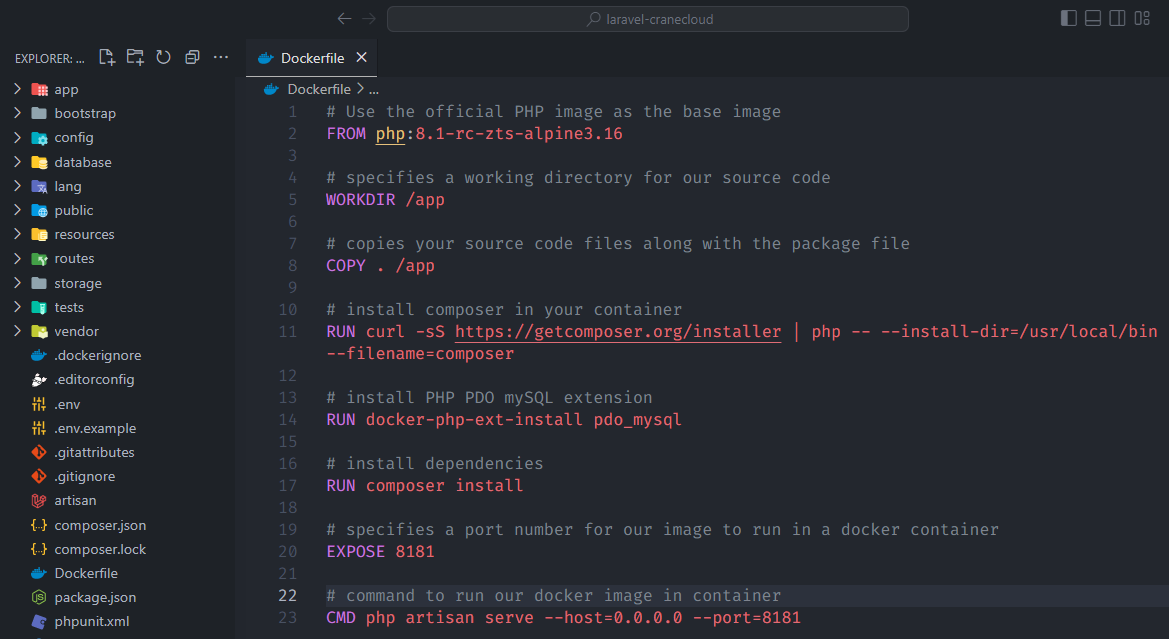 laravel-cranecloud
EXPLORER: ...
Dockerfile
Dockerfile > ...
app
bootstrap
config
database
lang
public
resources
routes
storage
tests
vendor
.dockerignore
.editorconfig
.env
.env.example
.gitattributes
.gitignore
artisan
composer.json
composer.lock
Dockerfile
package.json
phpunit.xml
1 # Use the official PHP image as the base image
2 FROM php:8.1-rc-zts-alpine3.16
3
4 # specifies a working directory for our source code
5 WORKDIR /app
6
7 # copies your source code files along with the package file
8 COPY . /app
9
10 # install composer in your container
11 RUN curl -sS https://getcomposer.org/installer | php -- --install-dir=/usr/local/bin
--filename=composer
12
13 # install PHP PDO mySQL extension
14 RUN docker-php-ext-install pdo_mysql
15
16 # install dependencies
17 RUN composer install
18
19 # specifies a port number for our image to run in a docker container
20 EXPOSE 8181
21
22 # command to run our docker image in container
23 CMD php artisan serve --host=0.0.0.0 --port=8181